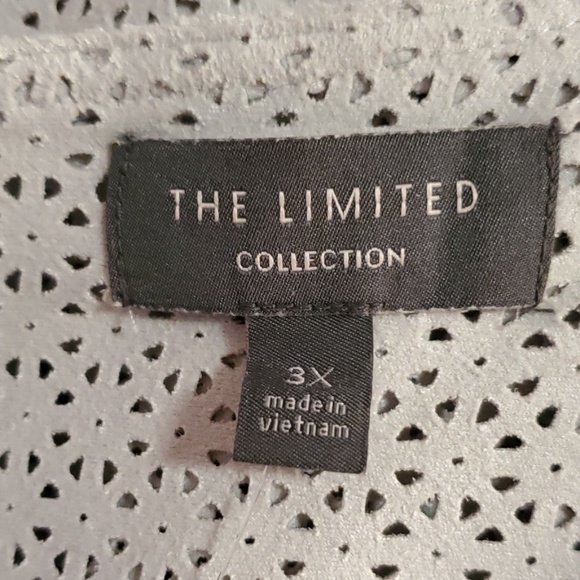 THE LIMITED
COLLECTION
3X
made in
vietnam